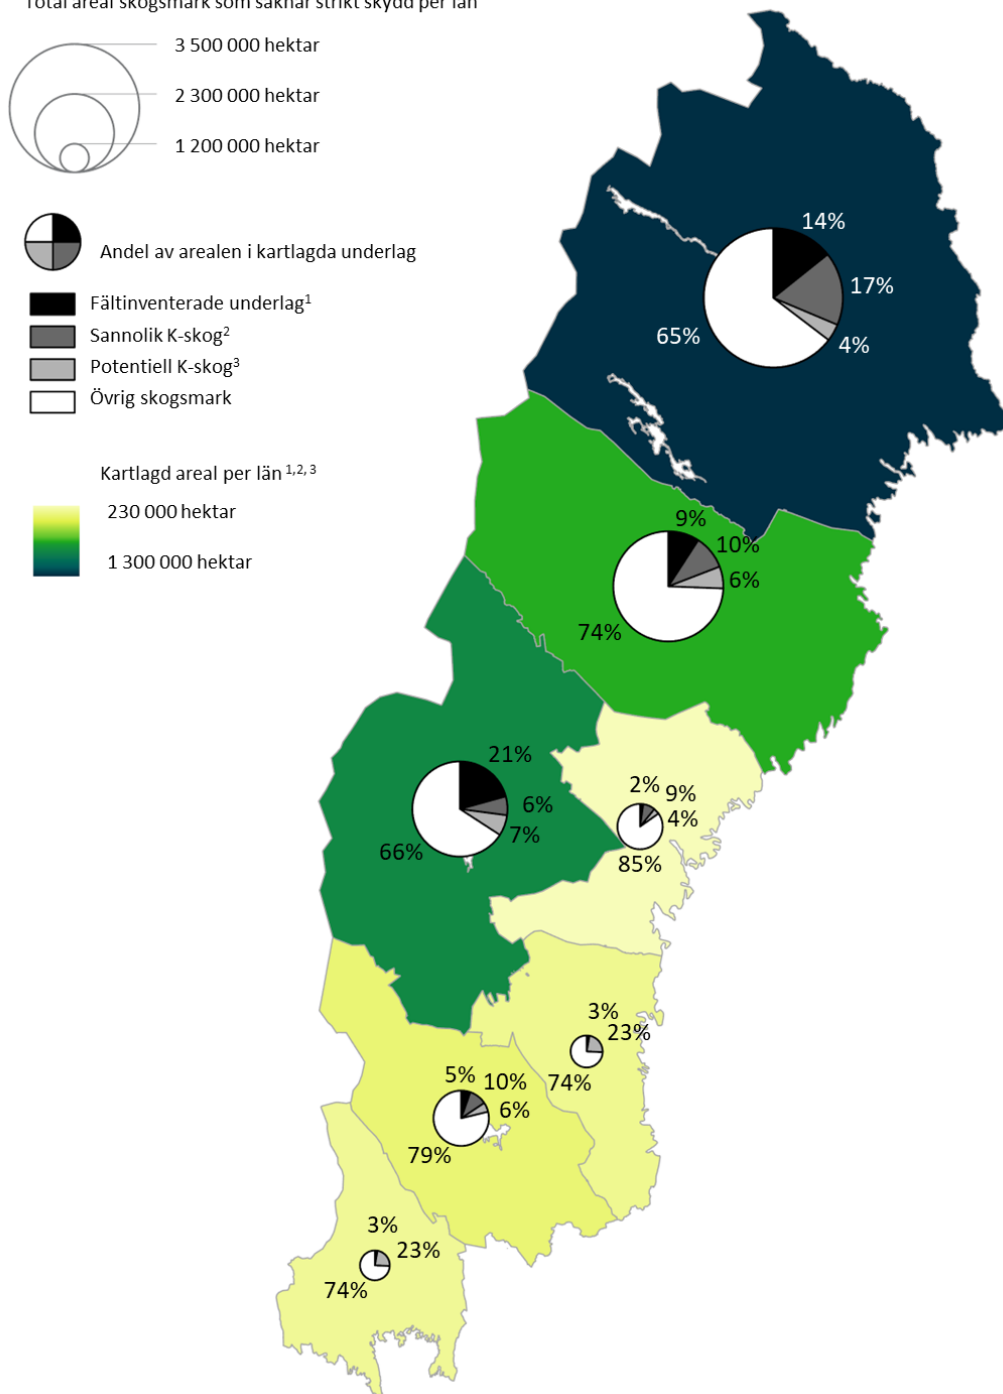 Total areal skogsmark som saknar strikt skydd per län
3 500 000 hektar
2 300 000 hektar
1 200 000 hektar
Andel av arealen i kartlagda underlag
Fältinventerade underlag¹
Sannolik K-skog²
Potentiell K-skog³
Övrig skogsmark
Kartlagd areal per län ¹,²,³
230 000 hektar
1 300 000 hektar
14%
17%
4%
65%
9%
10%
6%
74%
21%
6%
7%
66%
2%
9%
4%
85%
3%
23%
74%
5%
10%
6%
79%
3%
23%
74%